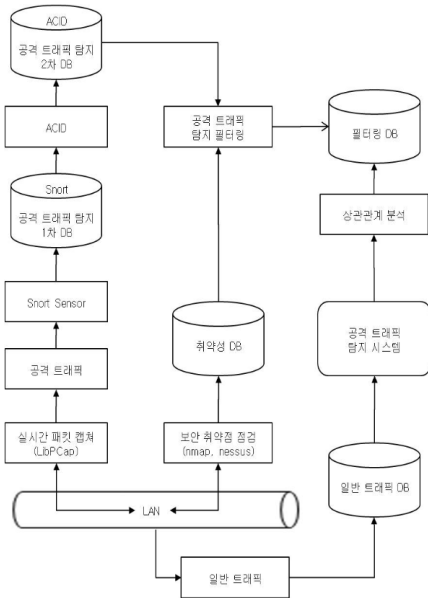 ACID
공격 트래픽 탐지
2차 DB
ACID
공격 트래픽
탐지 필터링
필터링 DB
Snort
공격 트래픽 탐지
1차 DB
상관관계 분석
Snort Sensor
취약성 DB
공격 트래픽
탐지 시스템
공격 트래픽
실시간 패킷 캡쳐
(LibPCap)
보안 취약점 점검
(nmap, nessus)
일반 트래픽 DB
LAN
일반 트래픽